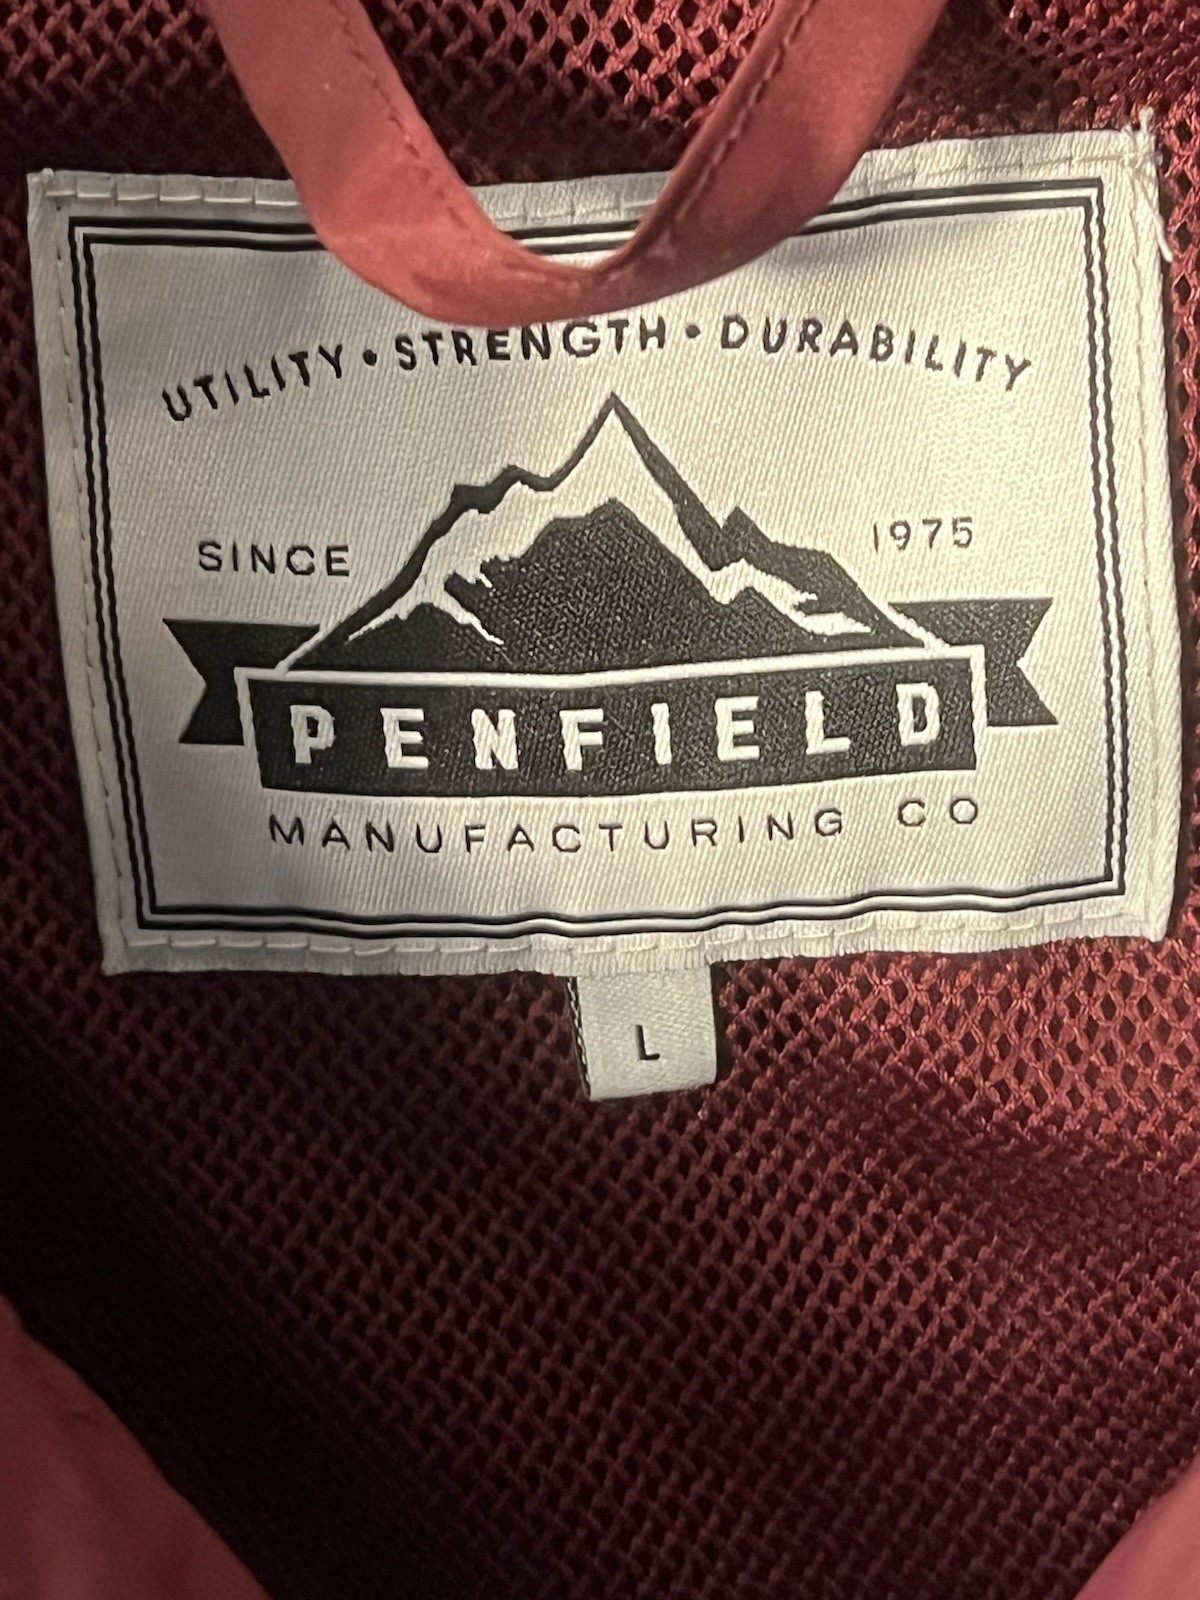 UTILITY • STRENGTH • DURABILITY
SINCE 1975
PENFIELD
MANUFACTURING CO
L